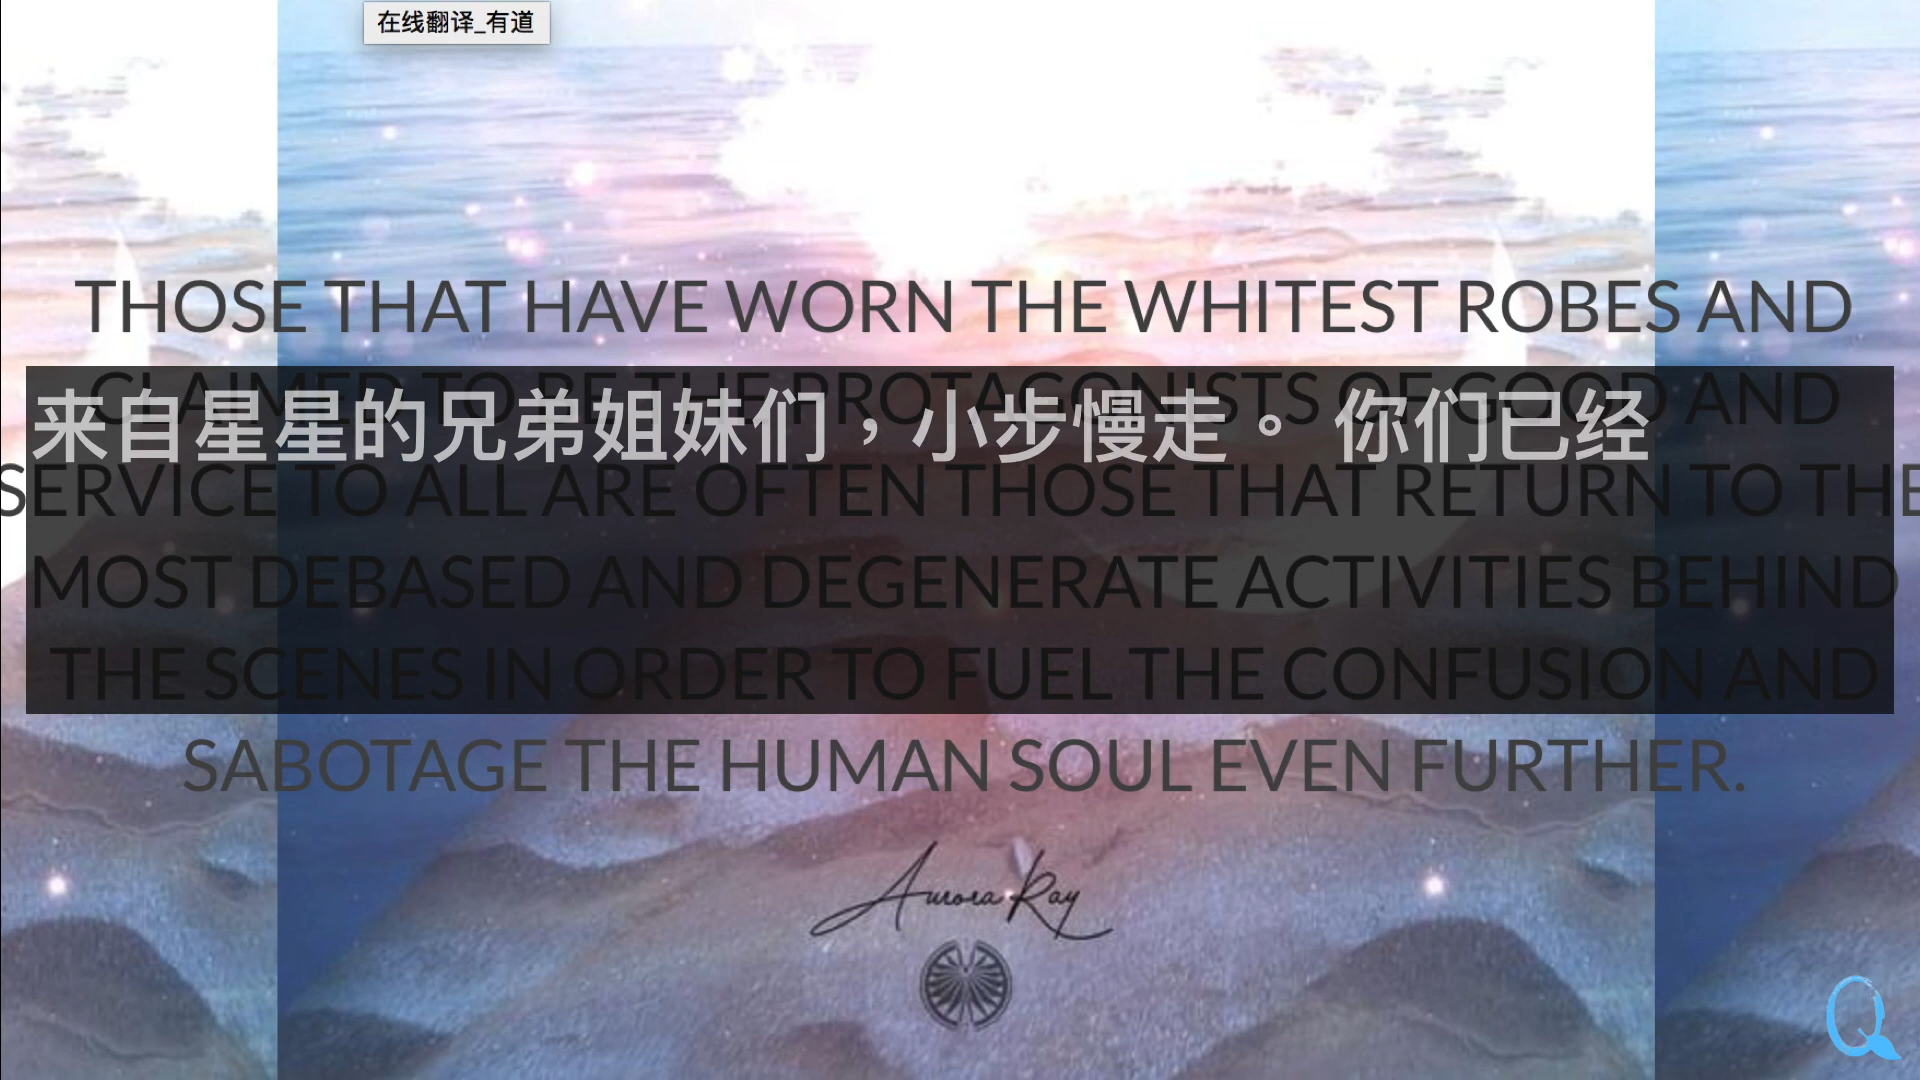 在线翻译_有道
THOSE THAT HAVE WORN THE WHITEST ROBES AND
CLAIMED TO BE THE PROTAGONISTS OF GOOD AND
来自星星的兄弟姐妹们，小步慢走。 你们已经
SERVICE TO ALL ARE OFTEN THOSE THAT RETURN TO THE
MOST DEBASED AND DEGENERATE ACTIVITIES BEHIND
THE SCENES IN ORDER TO FUEL THE CONFUSION AND
SABOTAGE THE HUMAN SOUL EVEN FURTHER.
Aurora Ray
Q